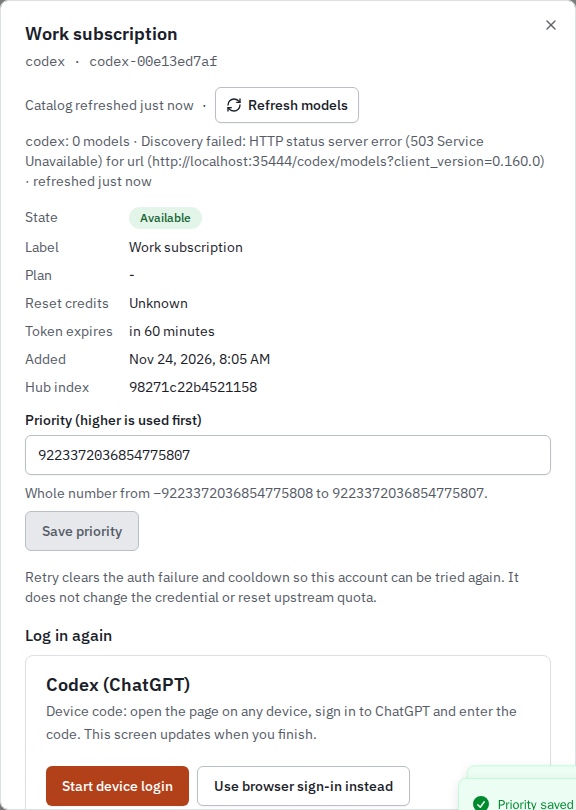 Work subscription
codex · codex-00e13ed7af
Catalog refreshed just now · Refresh models
codex: 0 models · Discovery failed: HTTP status server error (503 Service
Unavailable) for url (http://localhost:35444/codex/models?client_version=0.160.0)
· refreshed just now
State Available
Label Work subscription
Plan -
Reset credits Unknown
Token expires in 60 minutes
Added Nov 24, 2026, 8:05 AM
Hub index 98271c22b4521158
Priority (higher is used first)
9223372036854775807
Whole number from −9223372036854775808 to 9223372036854775807.
Save priority
Retry clears the auth failure and cooldown so this account can be tried again. It
does not change the credential or reset upstream quota.
Log in again
Codex (ChatGPT)
Device code: open the page on any device, sign in to ChatGPT and enter the
code. This screen updates when you finish.
Start device login Use browser sign-in instead
Priority saved